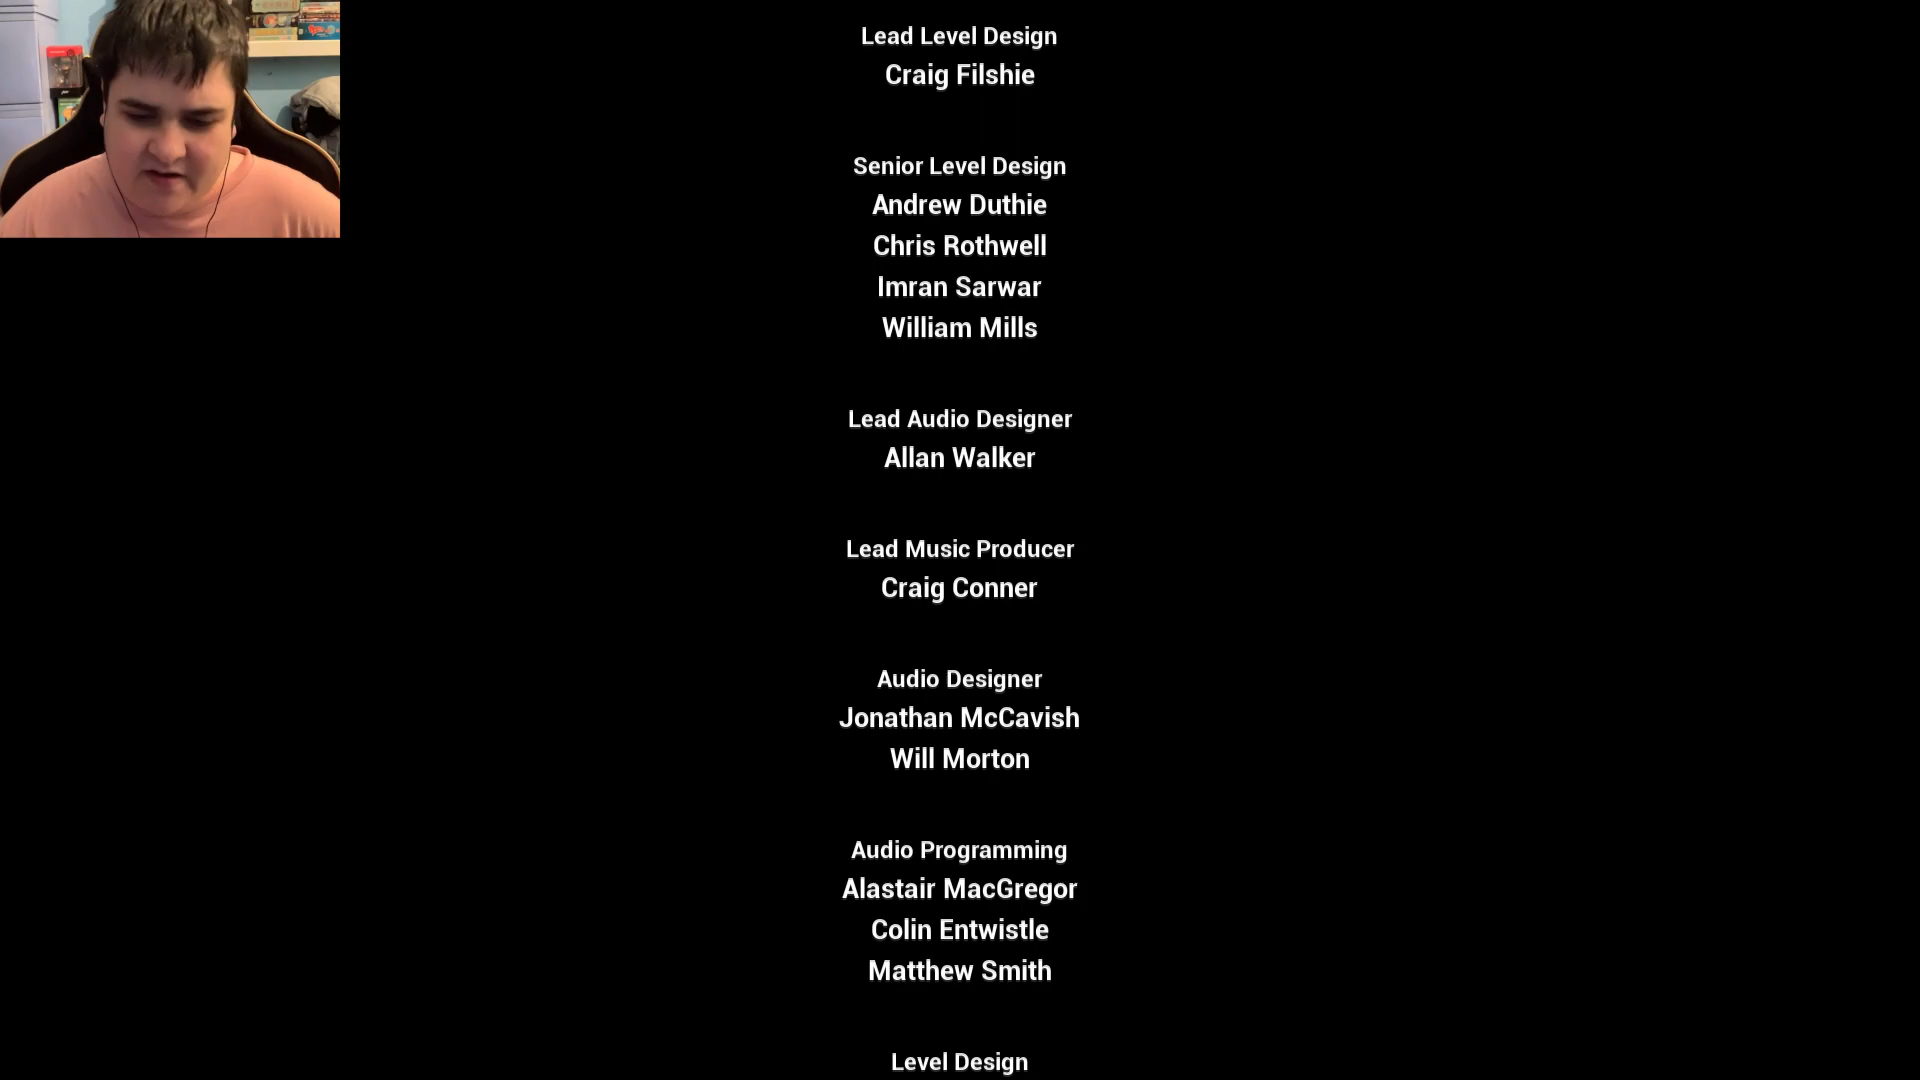 Lead Level Design
Craig Filshie
Senior Level Design
Andrew Duthie
Chris Rothwell
Imran Sarwar
William Mills
Lead Audio Designer
Allan Walker
Lead Music Producer
Craig Conner
Audio Designer
Jonathan McCavish
Will Morton
Audio Programming
Alastair MacGregor
Colin Entwistle
Matthew Smith
Level Design